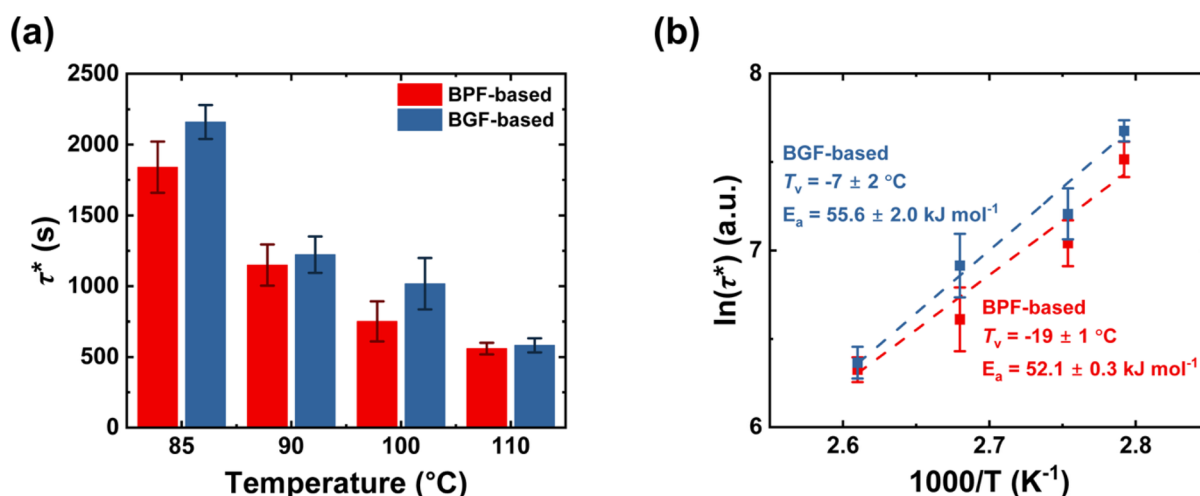 (a)
2500
2000
1500
1000
500
0
τ* (s)
85
90
100
110
Temperature (°C)
BPF-based
BGF-based
(b)
8
7
6
ln(τ*) (a.u.)
2.6
2.7
2.8
1000/T (K⁻¹)
BGF-based
Tᵥ = -7 ± 2 °C
Eₐ = 55.6 ± 2.0 kJ mol⁻¹
BPF-based
Tᵥ = -19 ± 1 °C
Eₐ = 52.1 ± 0.3 kJ mol⁻¹